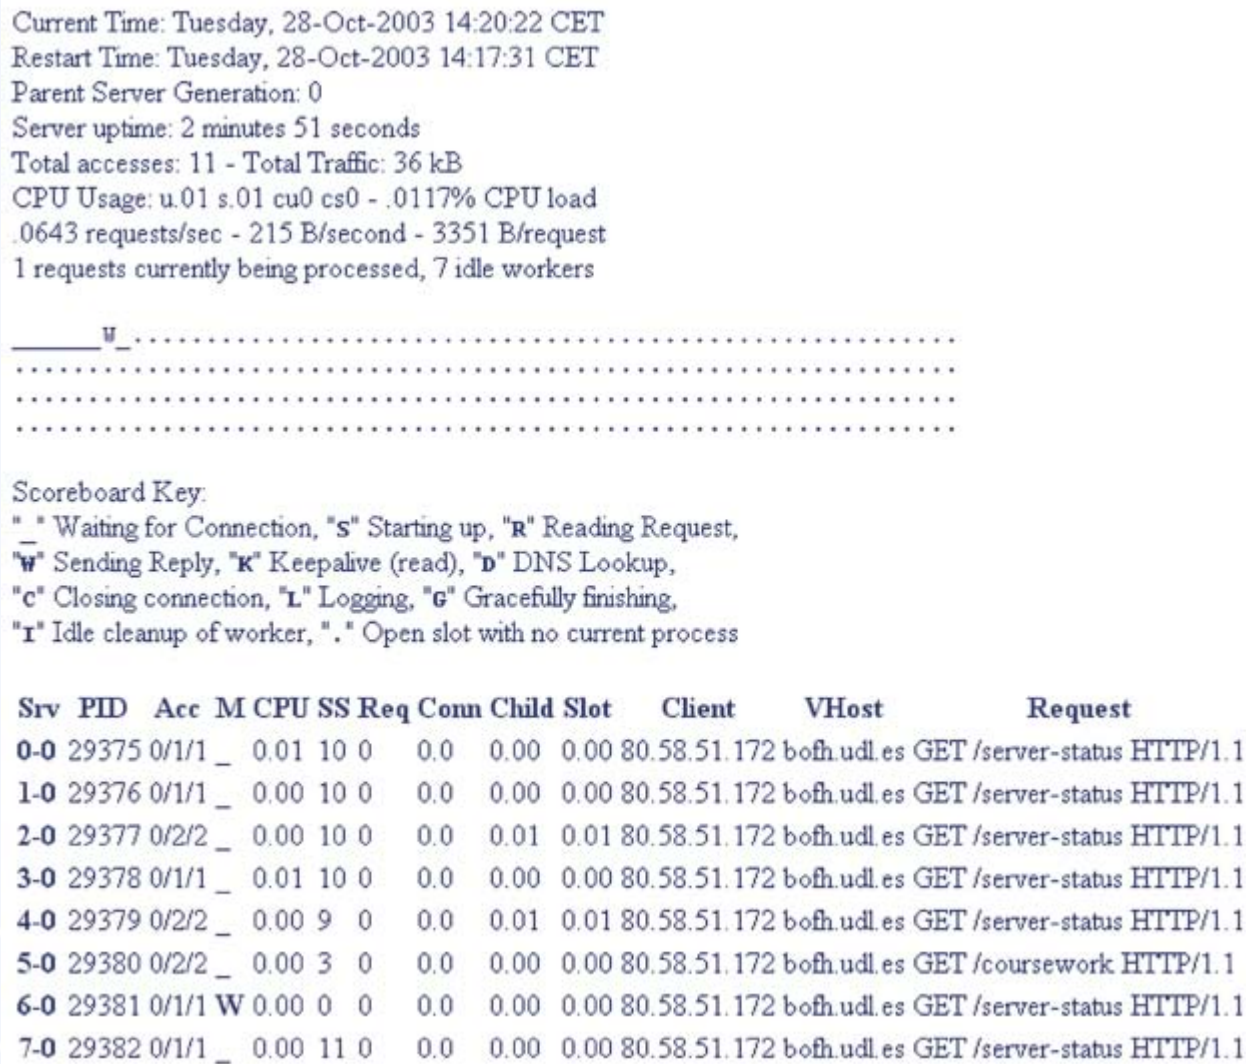 Current Time: Tuesday, 28-Oct-2003 14:20:22 CET
Restart Time: Tuesday, 28-Oct-2003 14:17:31 CET
Parent Server Generation: 0
Server uptime: 2 minutes 51 seconds
Total accesses: 11 - Total Traffic: 36 kB
CPU Usage: u.01 s.01 cu0 cs0 - .0117% CPU load
.0643 requests/sec - 215 B/second - 3351 B/request
1 requests currently being processed, 7 idle workers
______W_........................................................
................................................................
................................................................
................................................................
Scoreboard Key:
"_" Waiting for Connection, "S" Starting up, "R" Reading Request,
"W" Sending Reply, "K" Keepalive (read), "D" DNS Lookup,
"C" Closing connection, "L" Logging, "G" Gracefully finishing,
"I" Idle cleanup of worker, "." Open slot with no current process
Srv PID Acc M CPU SS Req Conn Child Slot Client VHost Request
0-0 29375 0/1/1 _ 0.01 10 0 0.0 0.00 0.00 80.58.51.172 bofh.udl.es GET /server-status HTTP/1.1
1-0 29376 0/1/1 _ 0.00 10 0 0.0 0.00 0.00 80.58.51.172 bofh.udl.es GET /server-status HTTP/1.1
2-0 29377 0/2/2 _ 0.00 10 0 0.0 0.01 0.01 80.58.51.172 bofh.udl.es GET /server-status HTTP/1.1
3-0 29378 0/1/1 _ 0.01 10 0 0.0 0.00 0.00 80.58.51.172 bofh.udl.es GET /server-status HTTP/1.1
4-0 29379 0/2/2 _ 0.00 9 0 0.0 0.01 0.01 80.58.51.172 bofh.udl.es GET /server-status HTTP/1.1
5-0 29380 0/2/2 _ 0.00 3 0 0.0 0.00 0.00 80.58.51.172 bofh.udl.es GET /coursework HTTP/1.1
6-0 29381 0/1/1 W 0.00 0 0 0.0 0.00 0.00 80.58.51.172 bofh.udl.es GET /server-status HTTP/1.1
7-0 29382 0/1/1 _ 0.00 11 0 0.0 0.00 0.00 80.58.51.172 bofh.udl.es GET /server-status HTTP/1.1